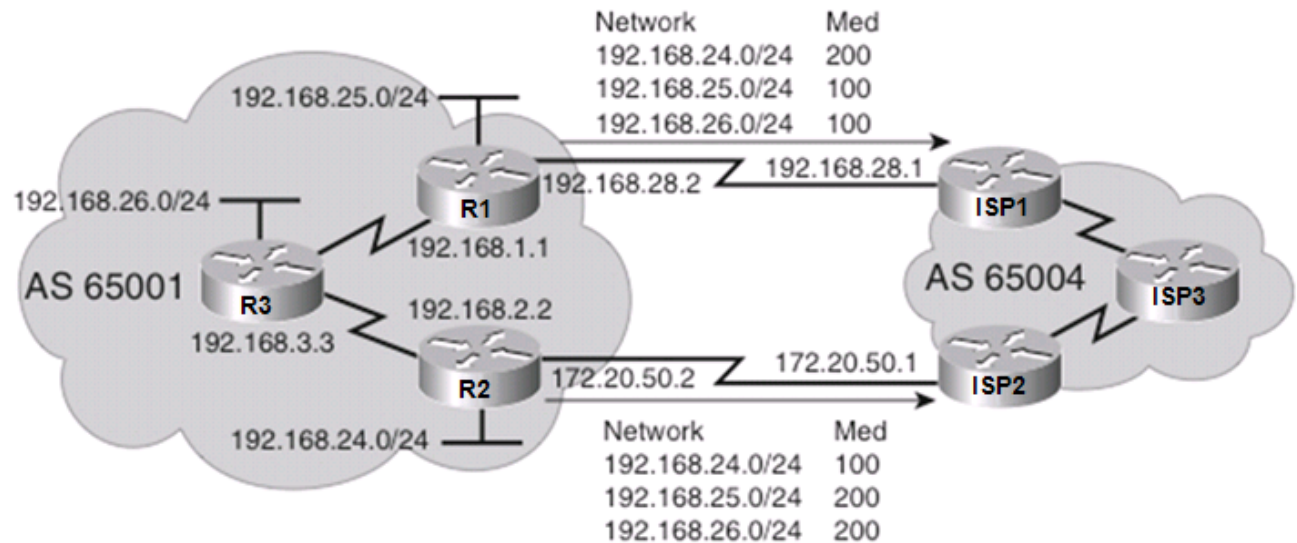 Network Med
192.168.24.0/24 200
192.168.25.0/24 100
192.168.26.0/24 100
192.168.25.0/24
192.168.28.2
192.168.28.1
ISP1
R1
192.168.26.0/24
192.168.1.1
AS 65001
R3
AS 65004
ISP3
192.168.2.2
192.168.3.3
172.20.50.2
172.20.50.1
R2
ISP2
192.168.24.0/24
Network Med
192.168.24.0/24 100
192.168.25.0/24 200
192.168.26.0/24 200